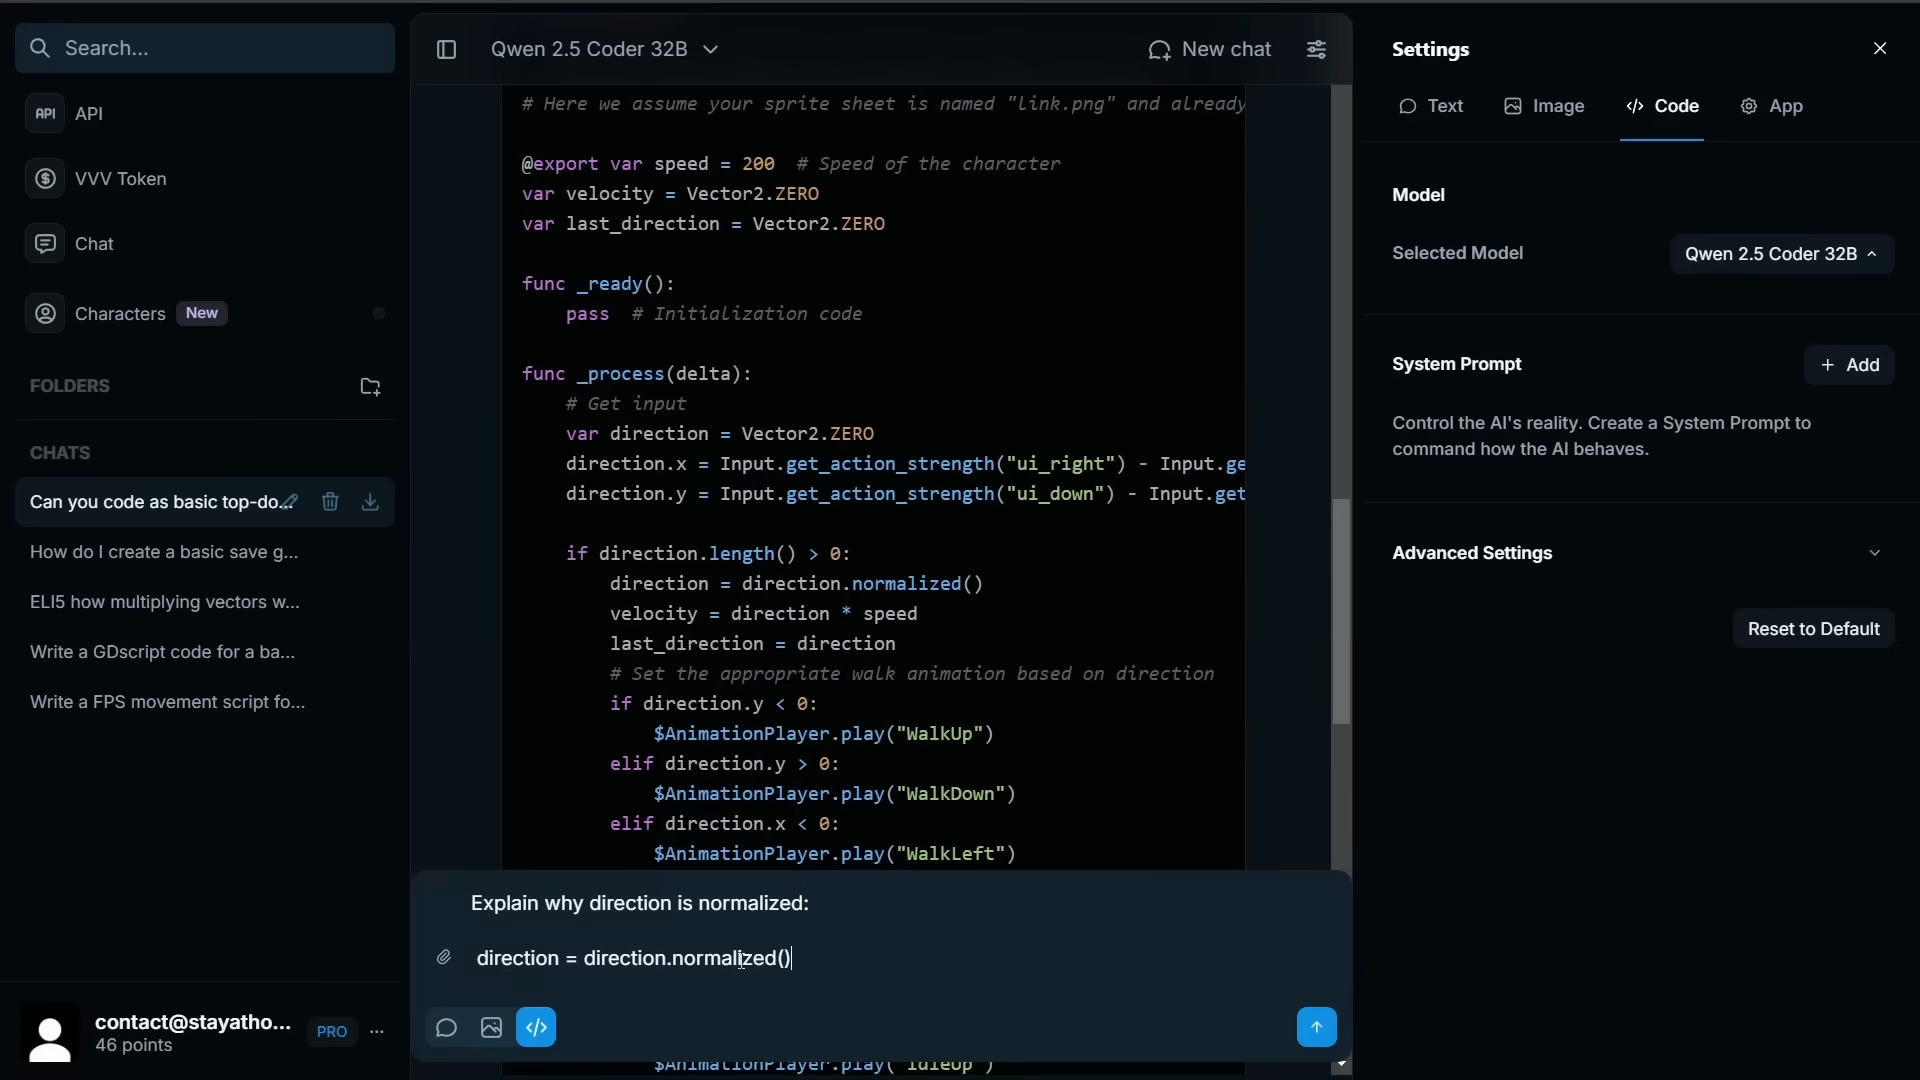 Search...
API
API
VVV Token
Chat
Characters New
FOLDERS
CHATS
Can you code as basic top-do...
How do I create a basic save g...
ELI5 how multiplying vectors w...
Write a GDscript code for a ba...
Write a FPS movement script fo...
contact@stayatho...
46 points
PRO
Qwen 2.5 Coder 32B
New chat
# Here we assume your sprite sheet is named "link.png" and already
@export var speed = 200  # Speed of the character
var velocity = Vector2.ZERO
var last_direction = Vector2.ZERO
func _ready():
    pass  # Initialization code
func _process(delta):
    # Get input
    var direction = Vector2.ZERO
    direction.x = Input.get_action_strength("ui_right") - Input.ge
    direction.y = Input.get_action_strength("ui_down") - Input.get
    if direction.length() > 0:
        direction = direction.normalized()
        velocity = direction * speed
        last_direction = direction
        # Set the appropriate walk animation based on direction
        if direction.y < 0:
            $AnimationPlayer.play("WalkUp")
        elif direction.y > 0:
            $AnimationPlayer.play("WalkDown")
        elif direction.x < 0:
            $AnimationPlayer.play("WalkLeft")
Explain why direction is normalized:
direction = direction.normalized()
$AnimationPlayer.play("IdleUp")
Settings
Text
Image
</> Code
App
Model
Selected Model
Qwen 2.5 Coder 32B
System Prompt
+ Add
Control the AI's reality. Create a System Prompt to
command how the AI behaves.
Advanced Settings
Reset to Default